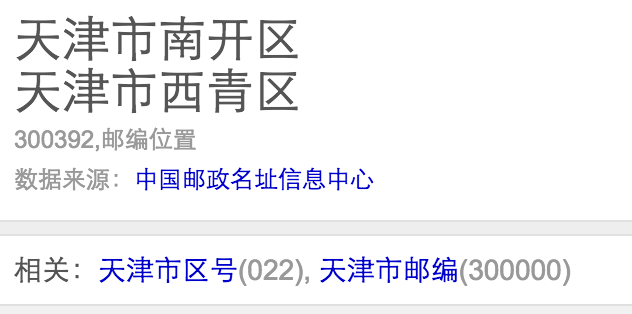 天津市南开区
天津市西青区
300392,邮编位置
数据来源：中国邮政名址信息中心
相关：天津市区号(022), 天津市邮编(300000)